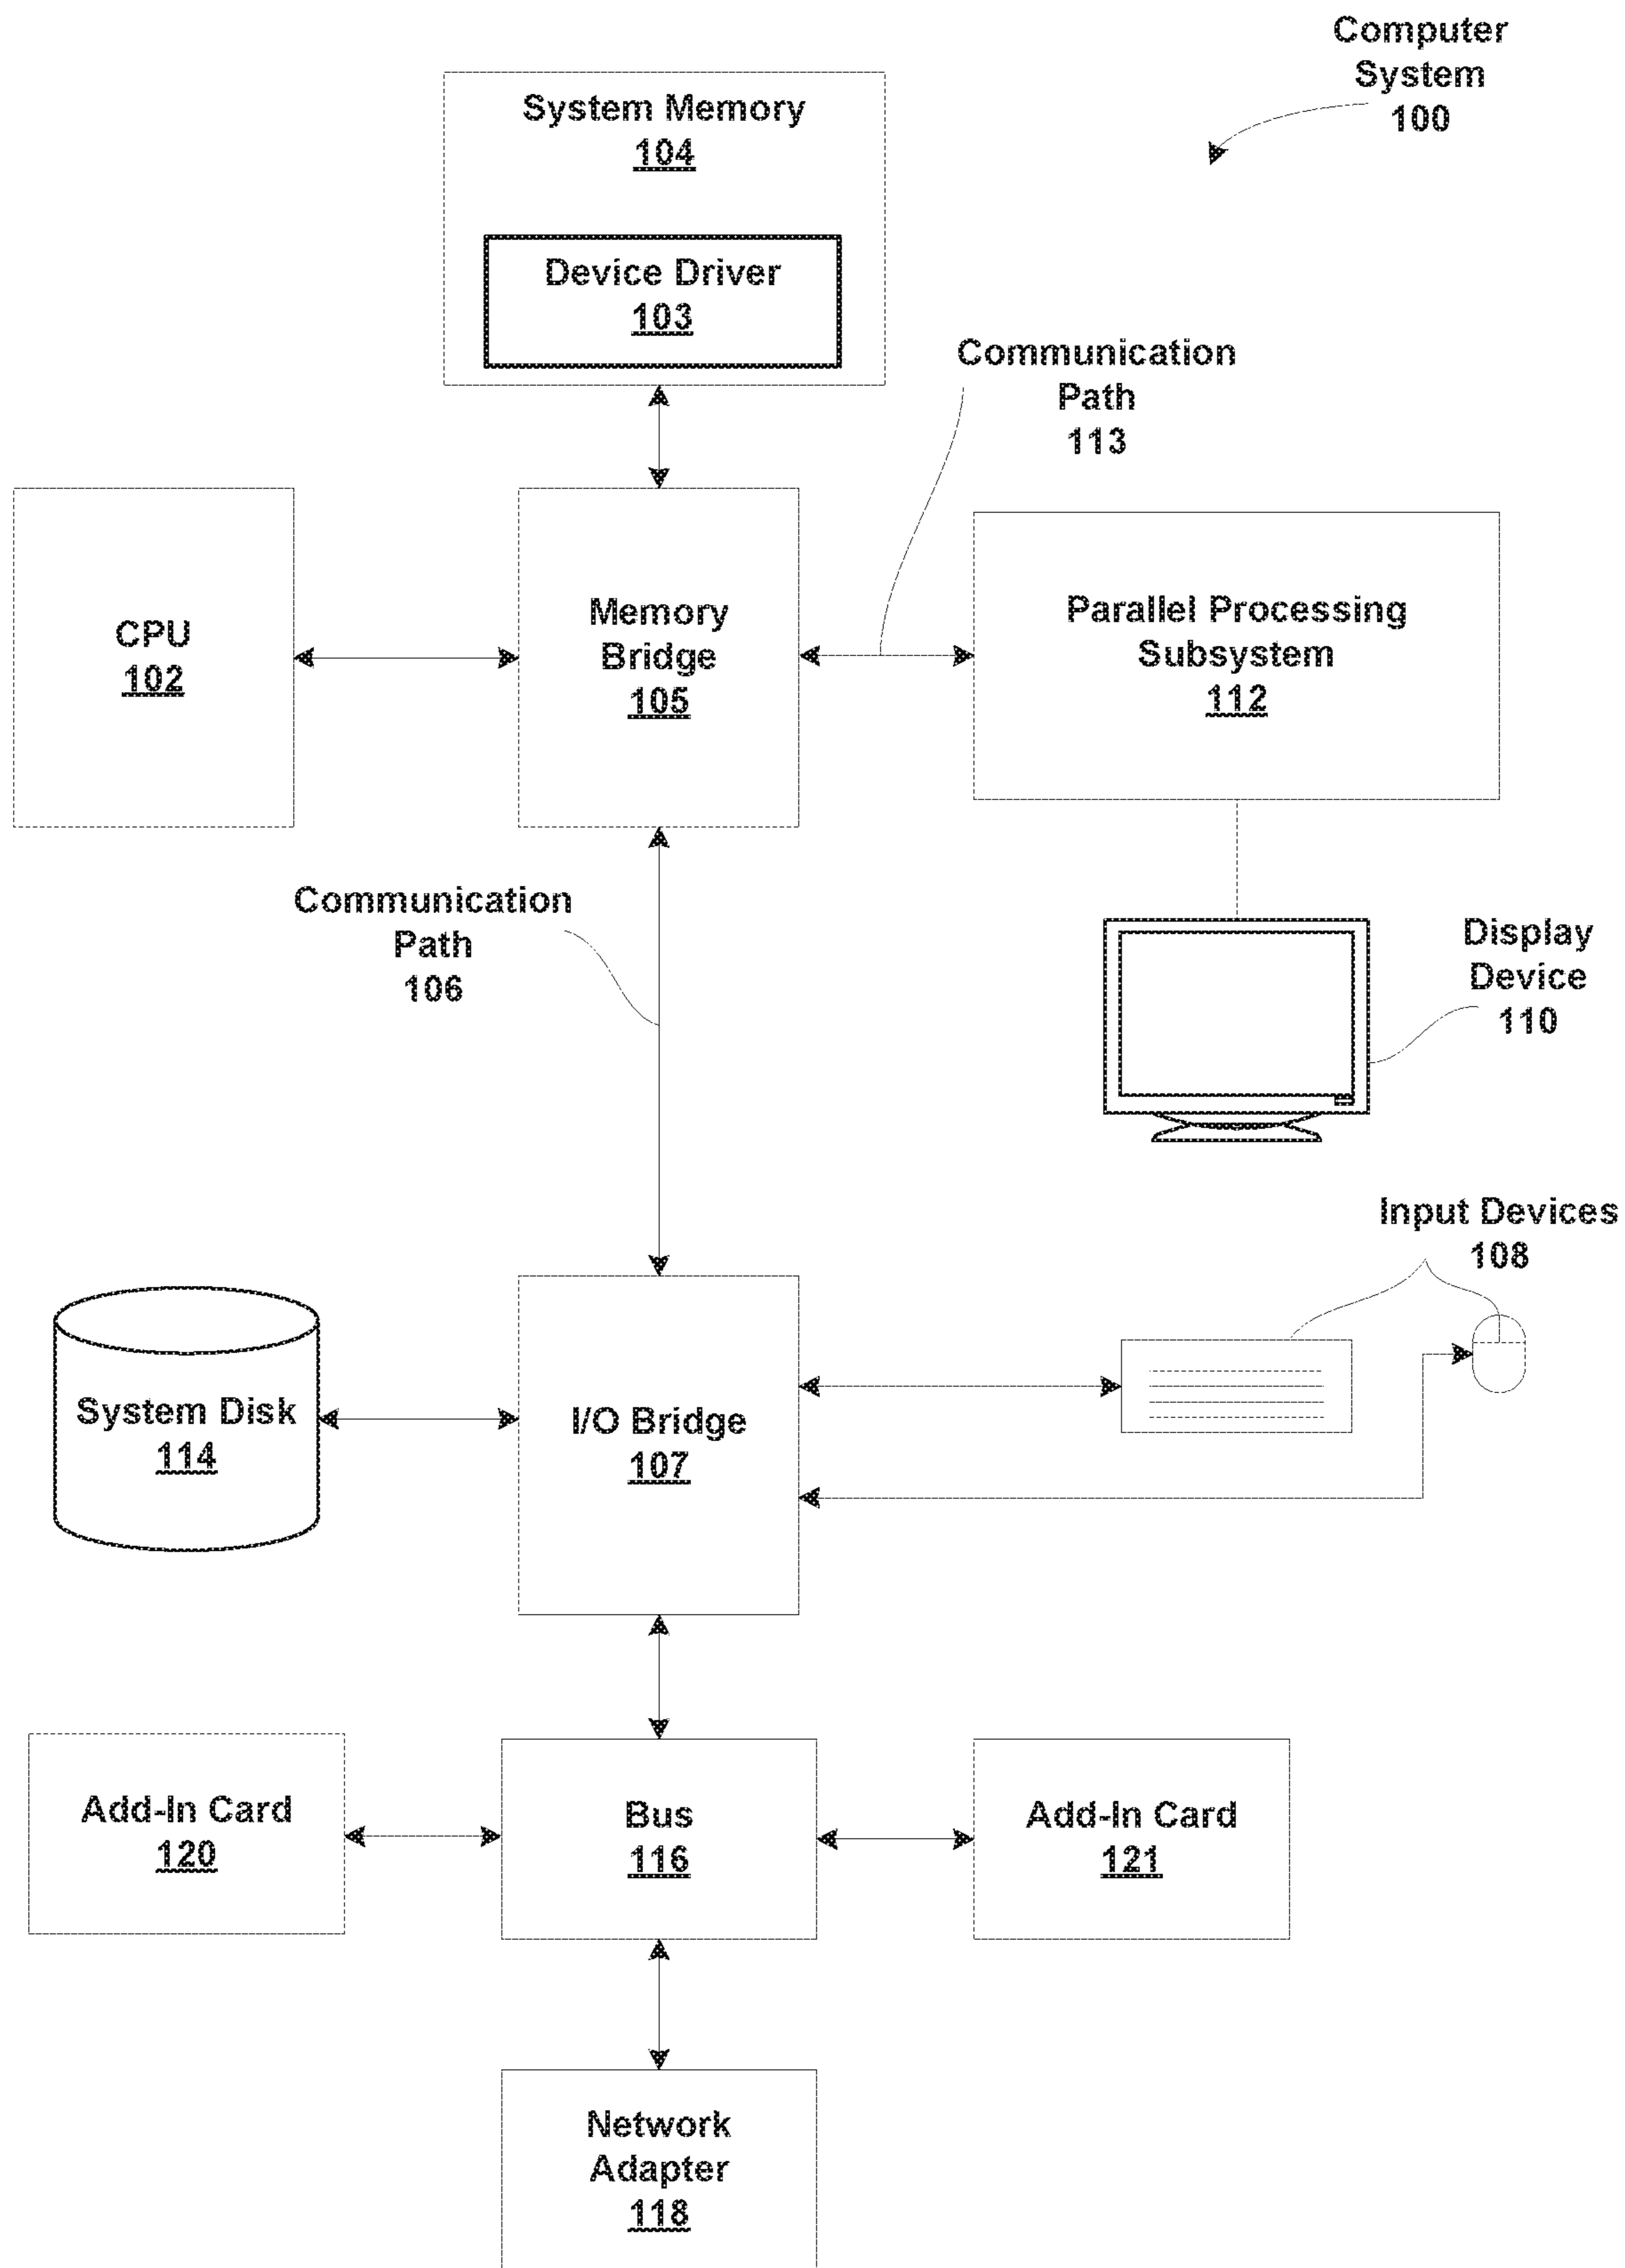 Computer
System
100
System Memory
104
Device Driver
103
Communication
Path
113
CPU
102
Memory
Bridge
105
Parallel Processing
Subsystem
112
Communication
Path
106
Display
Device
110
Input Devices
108
System Disk
114
I/O Bridge
107
Add-In Card
120
Bus
116
Add-In Card
121
Network
Adapter
118